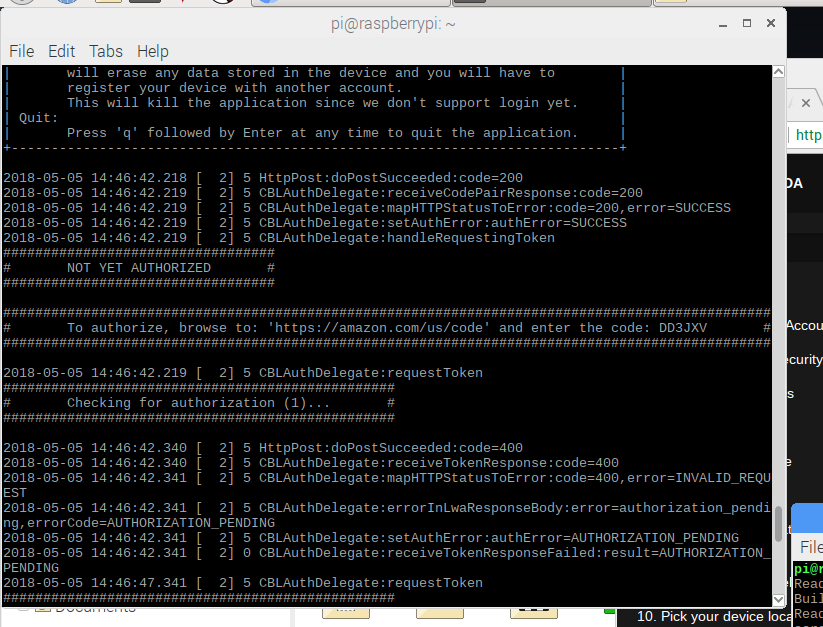 pi@raspberrypi: ~
File Edit Tabs Help
|       will erase any data stored in the device and you will have to        |
|       register your device with another account.                           |
|       This will kill the application since we don't support login yet.     |
| Quit:                                                                      |
|       Press 'q' followed by Enter at any time to quit the application.     |
+----------------------------------------------------------------------------+
2018-05-05 14:46:42.218 [  2] 5 HttpPost:doPostSucceeded:code=200
2018-05-05 14:46:42.219 [  2] 5 CBLAuthDelegate:receiveCodePairResponse:code=200
2018-05-05 14:46:42.219 [  2] 5 CBLAuthDelegate:mapHTTPStatusToError:code=200,error=SUCCESS
2018-05-05 14:46:42.219 [  2] 5 CBLAuthDelegate:setAuthError:authError=SUCCESS
2018-05-05 14:46:42.219 [  2] 5 CBLAuthDelegate:handleRequestingToken
##################################
#       NOT YET AUTHORIZED       #
##################################
################################################################################################
#       To authorize, browse to: 'https://amazon.com/us/code' and enter the code: DD3JXV       #
################################################################################################
2018-05-05 14:46:42.219 [  2] 5 CBLAuthDelegate:requestToken
#################################################
#       Checking for authorization (1)...       #
#################################################
2018-05-05 14:46:42.340 [  2] 5 HttpPost:doPostSucceeded:code=400
2018-05-05 14:46:42.340 [  2] 5 CBLAuthDelegate:receiveTokenResponse:code=400
2018-05-05 14:46:42.341 [  2] 5 CBLAuthDelegate:mapHTTPStatusToError:code=400,error=INVALID_REQU
EST
2018-05-05 14:46:42.341 [  2] 5 CBLAuthDelegate:errorInLwaResponseBody:error=authorization_pendi
ng,errorCode=AUTHORIZATION_PENDING
2018-05-05 14:46:42.341 [  2] 5 CBLAuthDelegate:setAuthError:authError=AUTHORIZATION_PENDING
2018-05-05 14:46:42.341 [  2] 0 CBLAuthDelegate:receiveTokenResponseFailed:result=AUTHORIZATION_
PENDING
2018-05-05 14:46:47.341 [  2] 5 CBLAuthDelegate:requestToken
#################################################
http
DA
Accou
ecurity
s
e
File
pi@r
Read
Buil
Read
Documents
10. Pick your device loca